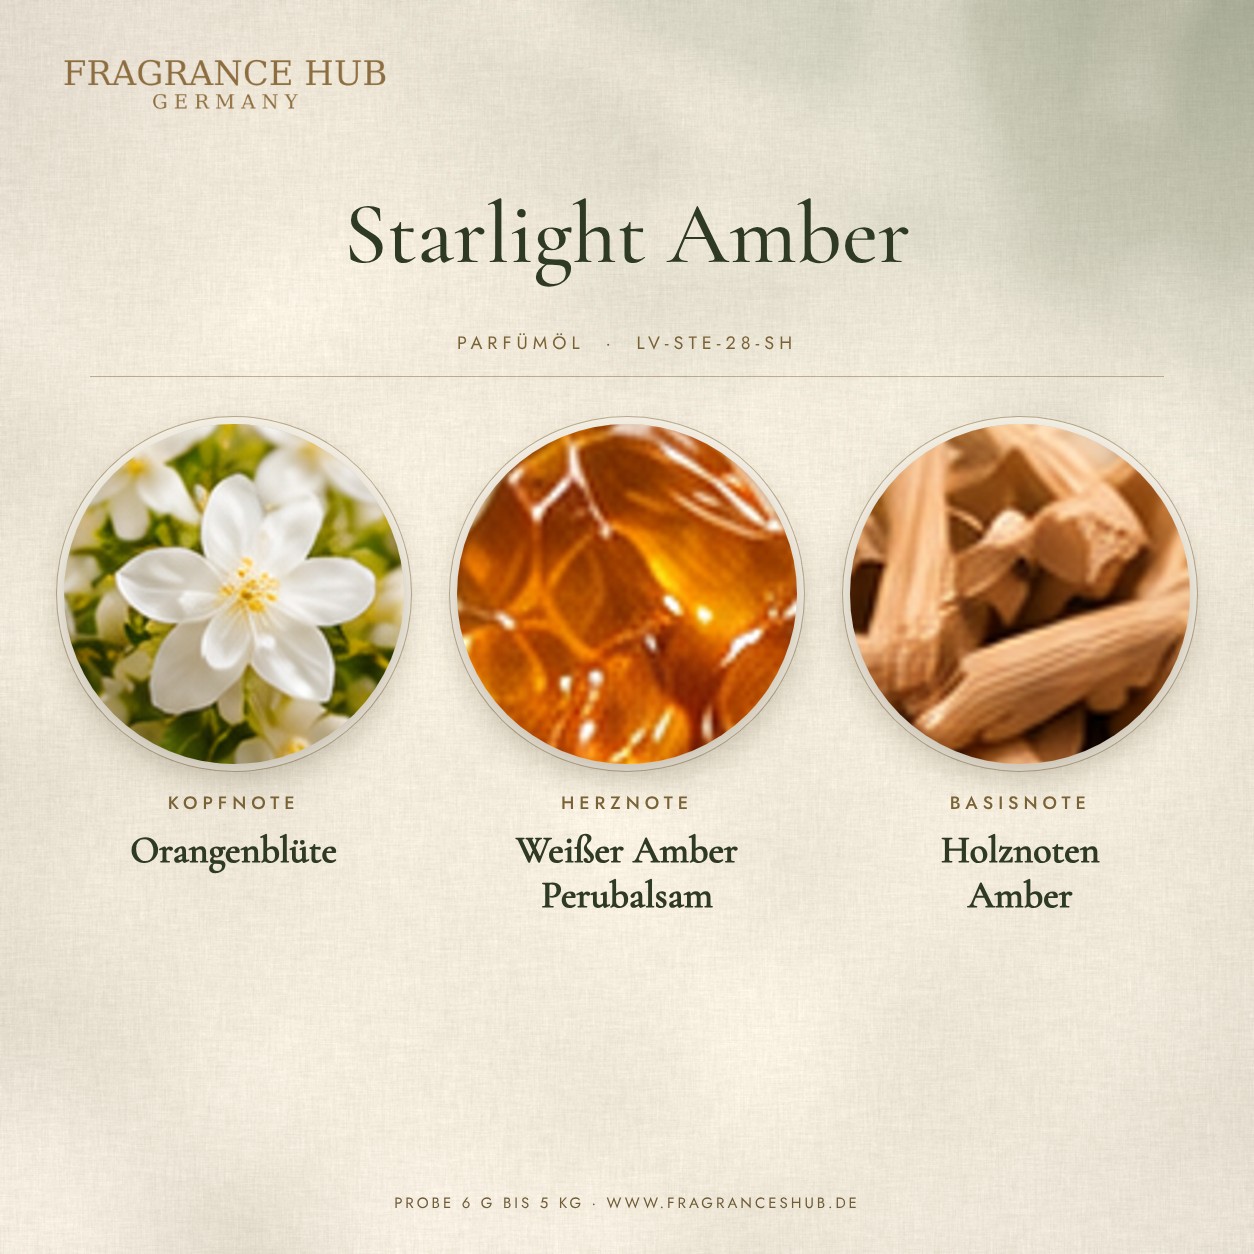 FRAGRANCE HUB
GERMANY
Starlight Amber
PARFÜMÖL · LV-STE-28-SH
KOPFNOTE
Orangenblüte
HERZNOTE
Weißer Amber
Perubalsam
BASISNOTE
Holznoten
Amber
PROBE 6 G BIS 5 KG · WWW.FRAGRANCESHUB.DE